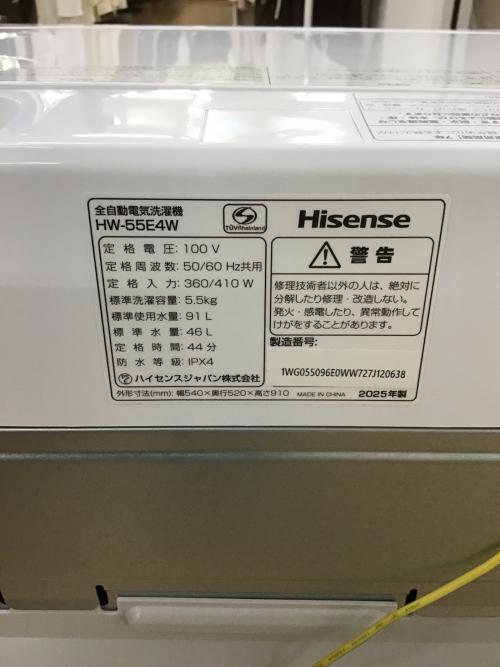 全自動電気洗濯機
HW-55E4W
TÜVRheinland
Hisense
定格電圧: 100 V
定格周波数: 50/60 Hz共用
定格入力: 360/410 W
標準洗濯容量: 5.5kg
標準使用水量: 91 L
標準水量: 46 L
定格時間: 44分
防水等級: IPX4
ハイセンスジャパン株式会社
外形寸法(mm): 幅540×奥行520×高さ910
警告
修理技術者以外の人は、絶対に
分解したり修理・改造しない。
発火・感電したり、異常動作して
けがをすることがあります。
製造番号:
1WG055096E0WW727J120638
MADE IN CHINA
2025年製